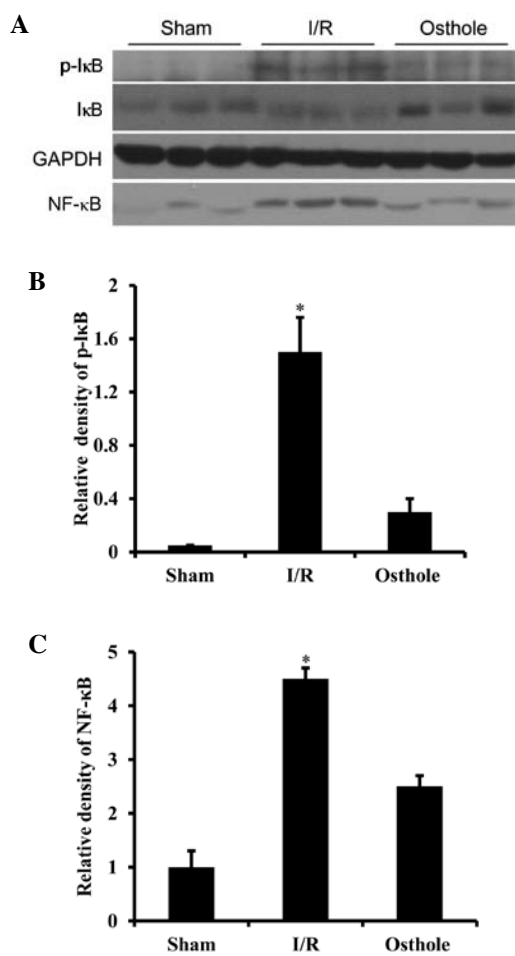 A
Sham I/R Osthole
p-IκB
IκB
GAPDH
NF-κB
B
Relative density of p-IκB
2
1.6
1.2
0.8
0.4
0
*
Sham I/R Osthole
C
Relative density of NF-κB
5
4
3
2
1
0
*
Sham I/R Osthole